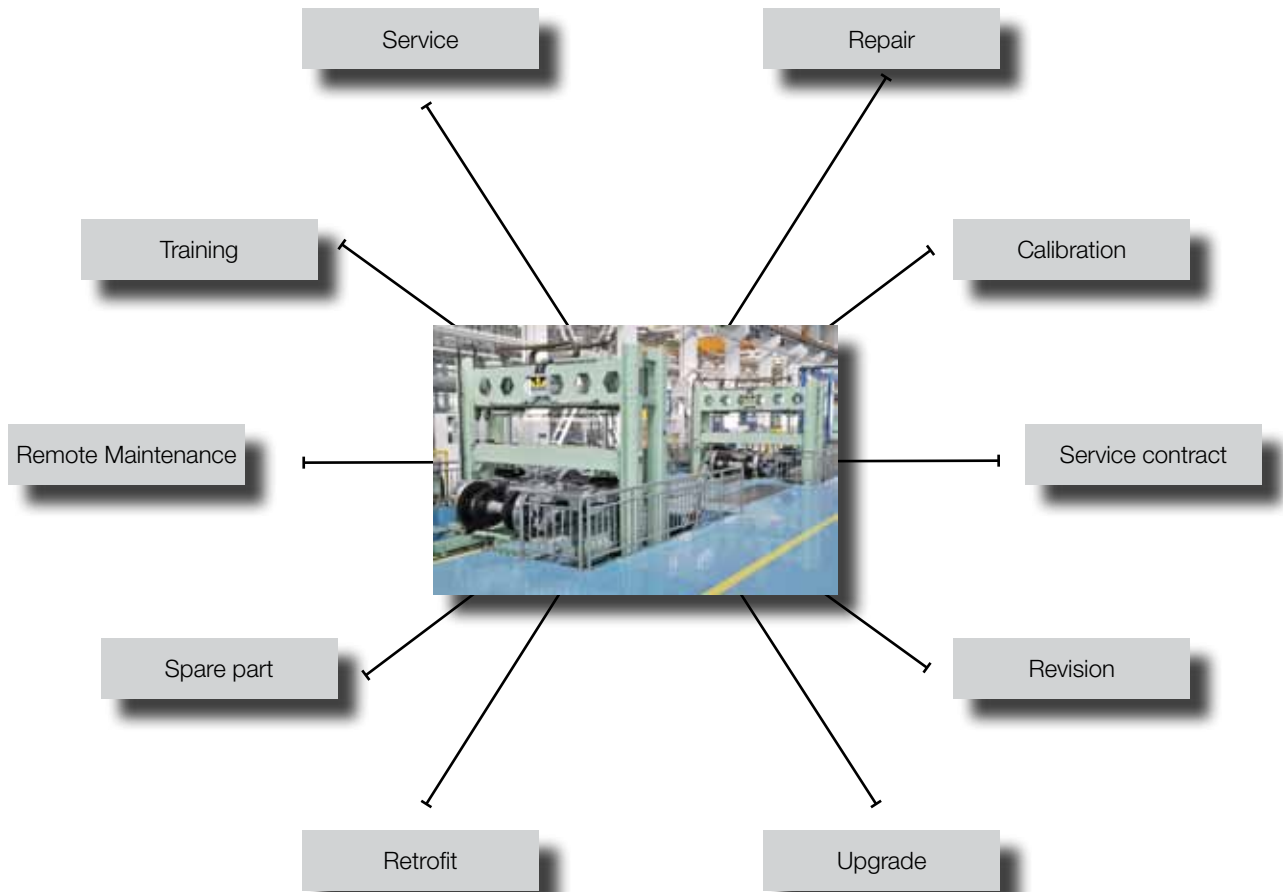 Service
Repair
Training
Calibration
Remote Maintenance
Service contract
Spare part
Revision
Retrofit
Upgrade